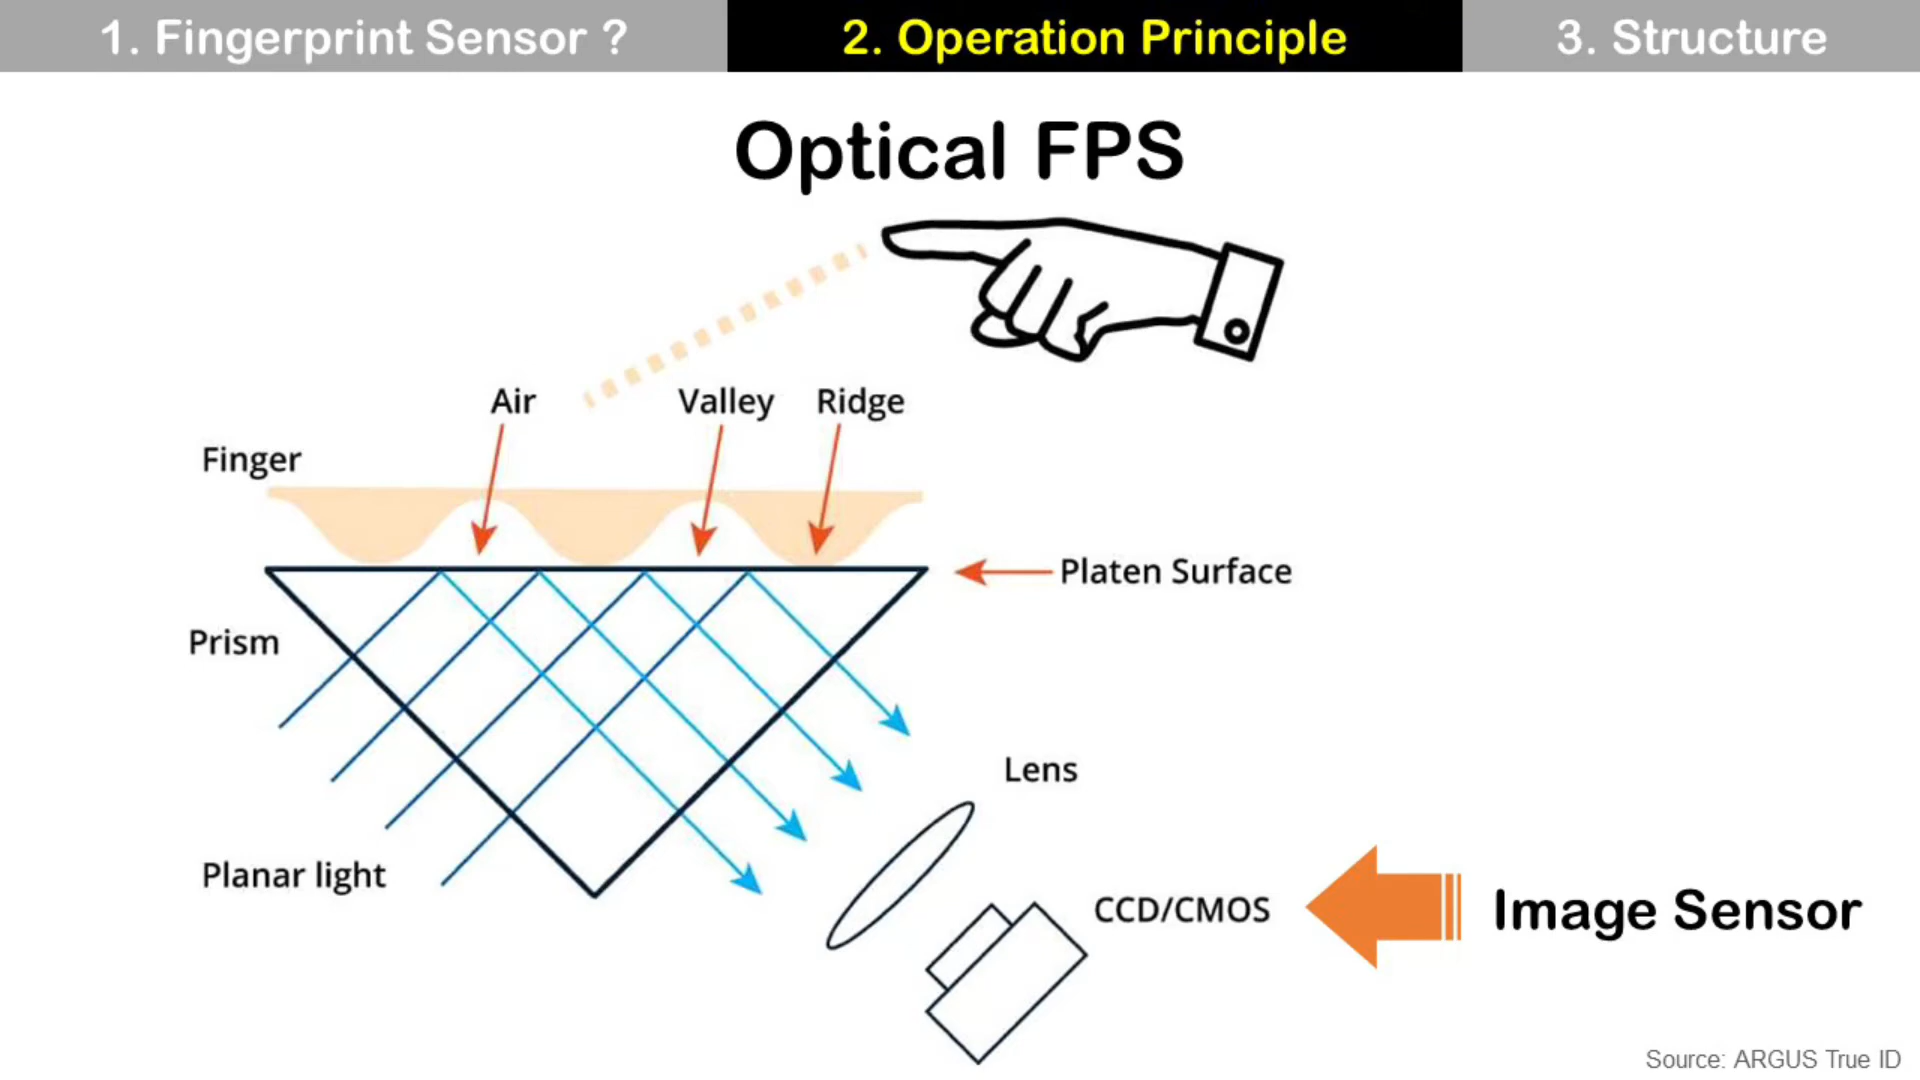 1. Fingerprint Sensor ?
2. Operation Principle
3. Structure
Optical FPS
Air
Valley
Ridge
Finger
Platen Surface
Prism
Lens
Planar light
CCD/CMOS
Image Sensor
Source: ARGUS True ID